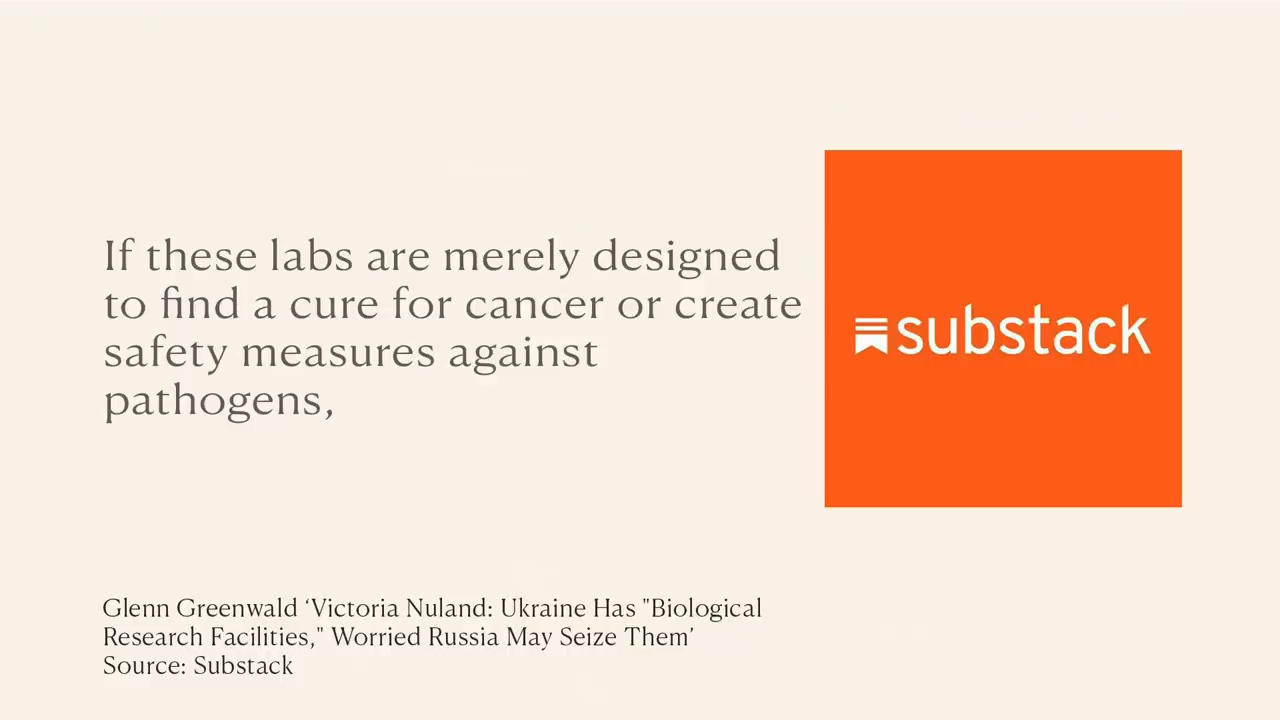 If these labs are merely designed
to find a cure for cancer or create
safety measures against
pathogens,
substack
Glenn Greenwald ‘Victoria Nuland: Ukraine Has "Biological
Research Facilities," Worried Russia May Seize Them’
Source: Substack